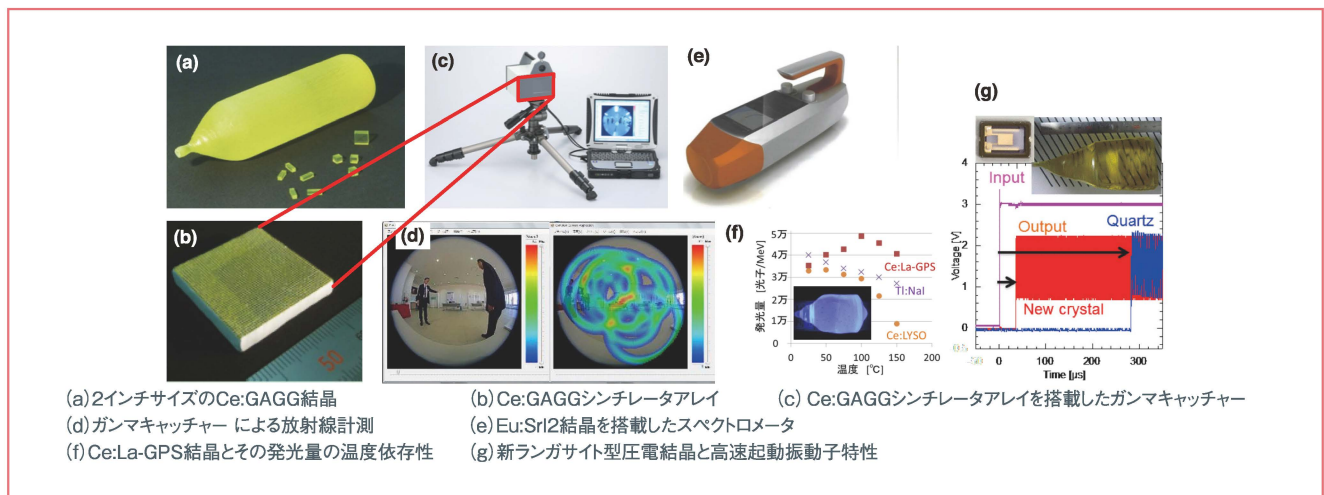 (a)
(c)
(e)
(g)
(b)
(d)
(f)
50
5万
4万
3万
2万
1万
0
発光量 [光子/MeV]
Ce:La-GPS
Tl:NaI
Ce:LYSO
0 50 100 150 200
温度 [℃]
4
3
2
1
0
Voltage [V]
Input
Output
Quartz
New crystal
0 100 200 300
Time [μs]
(a)2インチサイズのCe:GAGG結晶
(b)Ce:GAGGシンチレータアレイ
(c) Ce:GAGGシンチレータアレイを搭載したガンマキャッチャー
(d)ガンマキャッチャー による放射線計測
(e)Eu:SrI2結晶を搭載したスペクトロメータ
(f)Ce:La-GPS結晶とその発光量の温度依存性
(g)新ランガサイト型圧電結晶と高速起動振動子特性